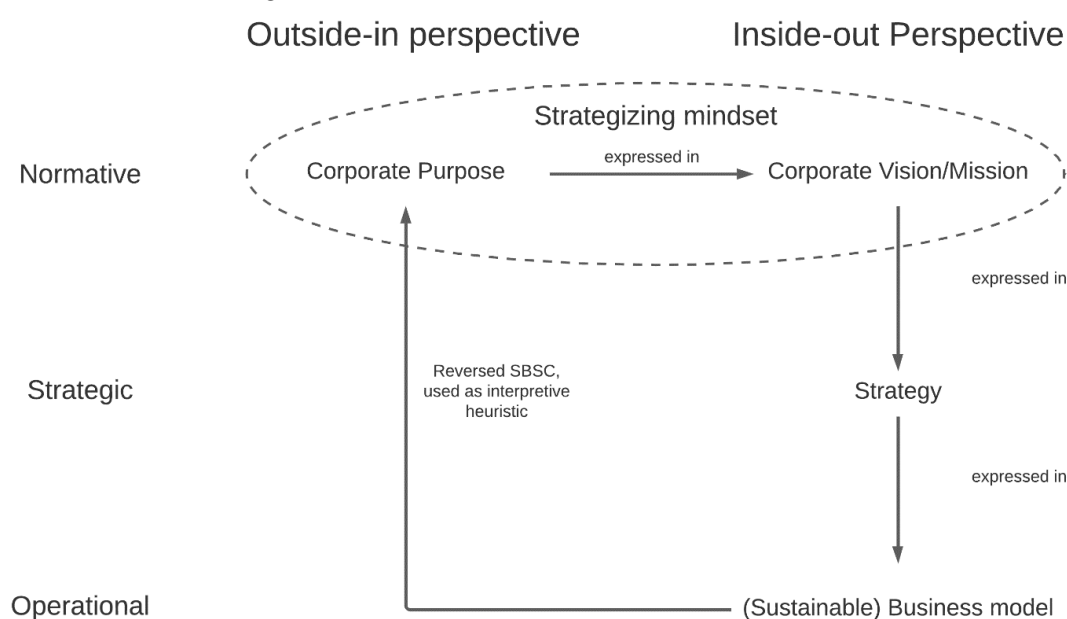 Outside-in perspective
Inside-out Perspective
Strategizing mindset
Normative
Corporate Purpose
expressed in
Corporate Vision/Mission
expressed in
Strategic
Reversed SBSC,
used as interpretive
heuristic
Strategy
expressed in
Operational
(Sustainable) Business model